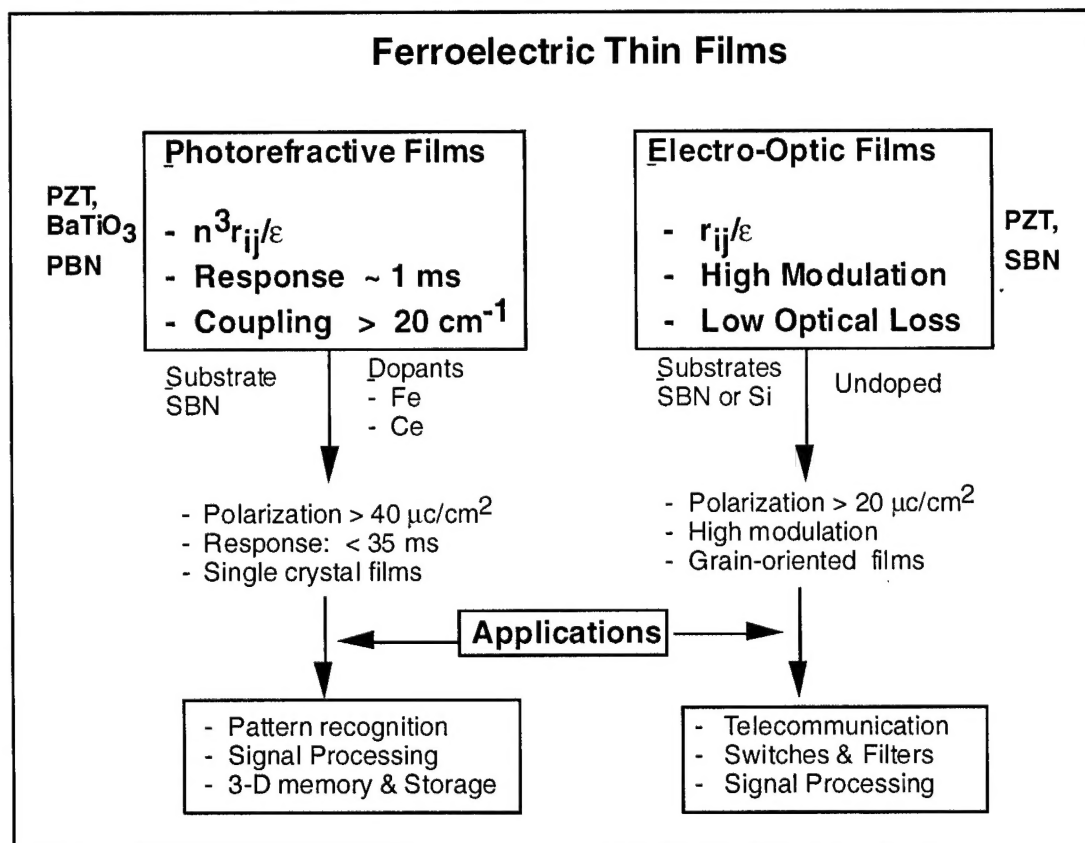 Ferroelectric Thin Films
Photorefractive Films
PZT,
BaTiO3
PBN
- n3rij/ε
- Response ~ 1 ms
- Coupling > 20 cm-1
Electro-Optic Films
- rij/ε
- High Modulation
- Low Optical Loss
PZT,
SBN
Substrate
SBN
Dopants
- Fe
- Ce
Substrates
SBN or Si
Undoped
- Polarization > 40 μc/cm2
- Response: < 35 ms
- Single crystal films
- Polarization > 20 μc/cm2
- High modulation
- Grain-oriented films
Applications
- Pattern recognition
- Signal Processing
- 3-D memory & Storage
- Telecommunication
- Switches & Filters
- Signal Processing